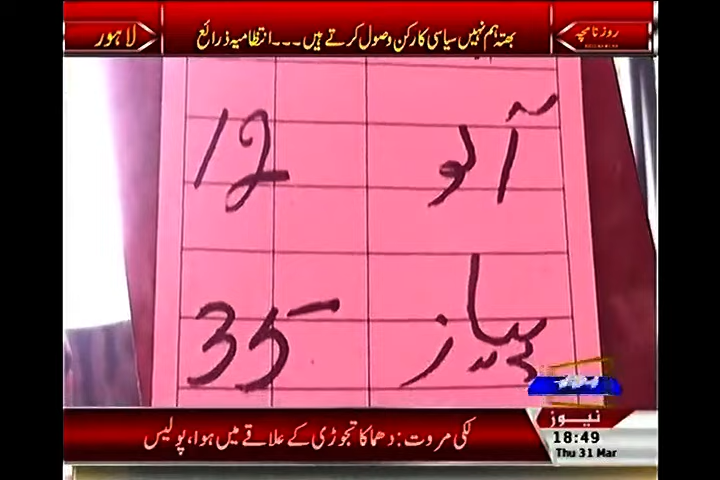 لاہور
بھتہ ہم نہیں سیاسی کارکن وصول کرتے ہیں۔۔۔انتظامیہ ذرائع
روزنامچہ
آلو 12
پیاز 35
نیوز
لکی مروت: دھماکا تجوڑی کے علاقے میں ہوا، پولیس
18:49
Thu 31 Mar